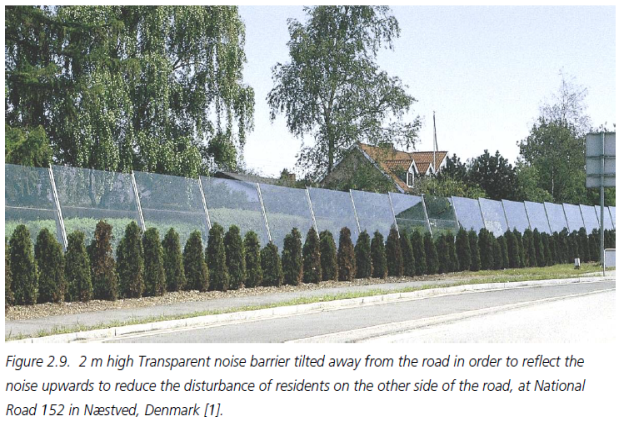 Figure 2.9. 2 m high Transparent noise barrier tilted away from the road in order to reflect the
noise upwards to reduce the disturbance of residents on the other side of the road, at National
Road 152 in Næstved, Denmark [1].